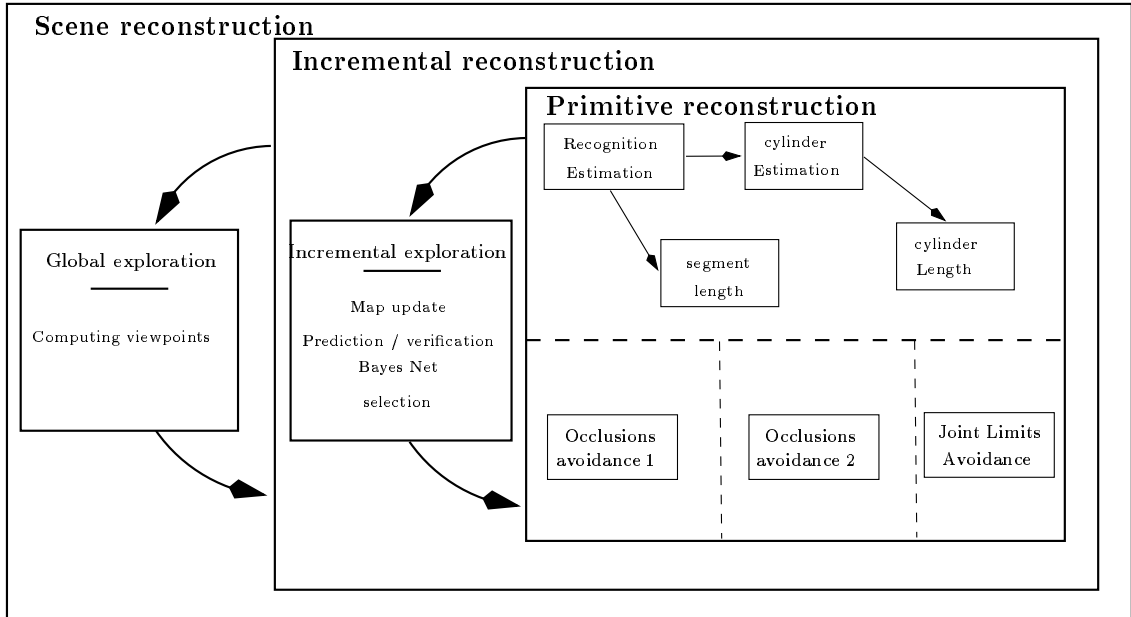 Scene reconstruction
Incremental reconstruction
Primitive reconstruction
Recognition
Estimation
cylinder
Estimation
segment
length
cylinder
Length
Global exploration
Computing viewpoints
Incremental exploration
Map update
Prediction / verification
Bayes Net
selection
Occlusions
avoidance 1
Occlusions
avoidance 2
Joint Limits
Avoidance